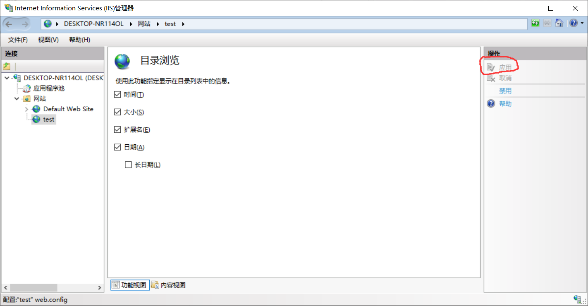 Internet Information Services (IIS)管理器
DESKTOP-NR114OL
网站
test
文件(F)
视图(V)
帮助(H)
连接
DESKTOP-NR114OL (DESK
应用程序池
网站
Default Web Site
test
目录浏览
使用此功能指定显示在目录列表中的信息。
时间(T)
大小(S)
扩展名(E)
日期(A)
长日期(L)
功能视图
内容视图
操作
应用
取消
禁用
帮助
配置:"test" web.config